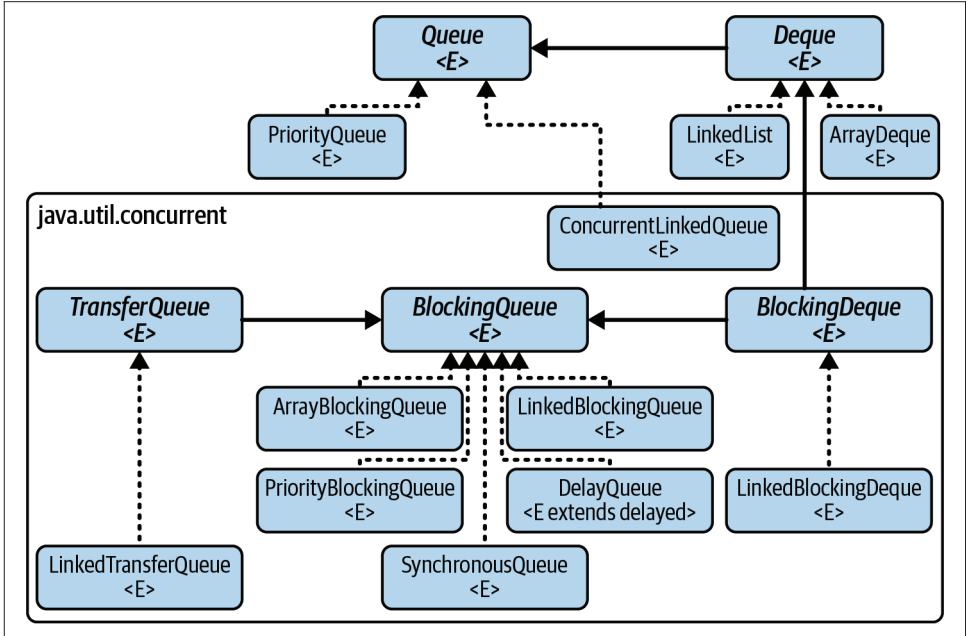 Queue
<E>
Deque
<E>
PriorityQueue
<E>
LinkedList
<E>
ArrayDeque
<E>
java.util.concurrent
ConcurrentLinkedQueue
<E>
TransferQueue
<E>
BlockingQueue
<E>
BlockingDeque
<E>
ArrayBlockingQueue
<E>
LinkedBlockingQueue
<E>
PriorityBlockingQueue
<E>
DelayQueue
<E extends delayed>
LinkedBlockingDeque
<E>
LinkedTransferQueue
<E>
SynchronousQueue
<E>